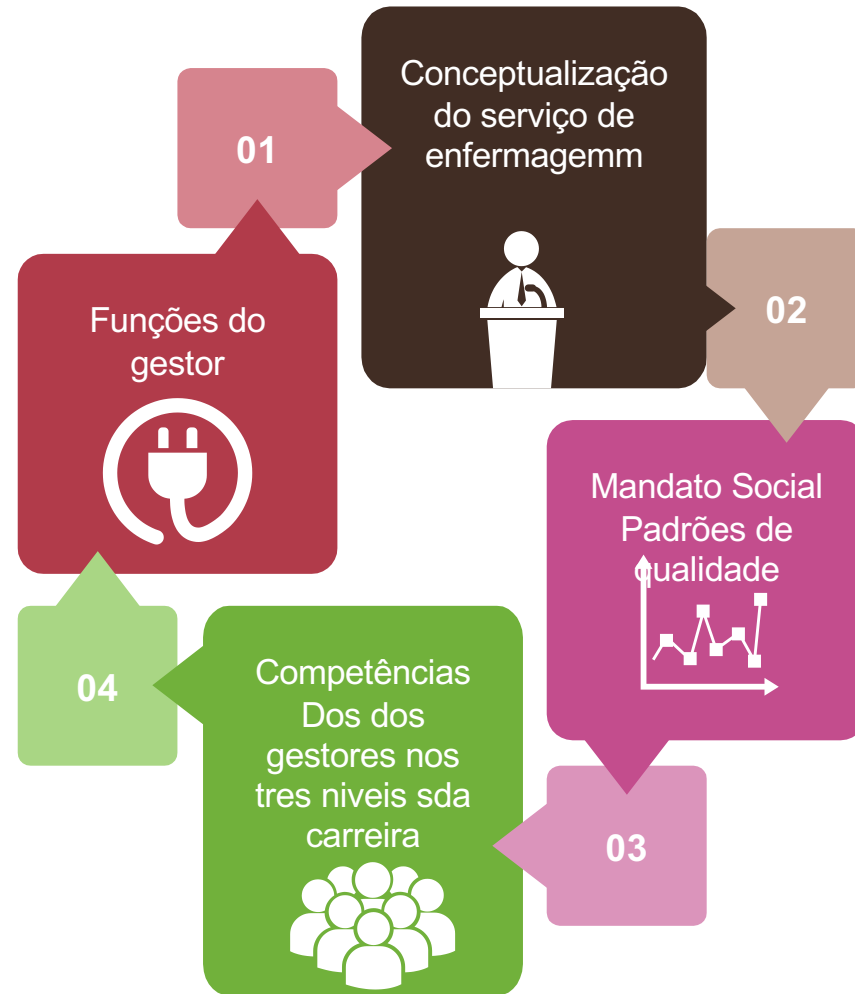 01
Conceptualização
do serviço de
enfermagemm
02
Mandato Social
Padrões de
qualidade
03
Competências
Dos dos
gestores nos
tres niveis sda
carreira
04
Funções do
gestor